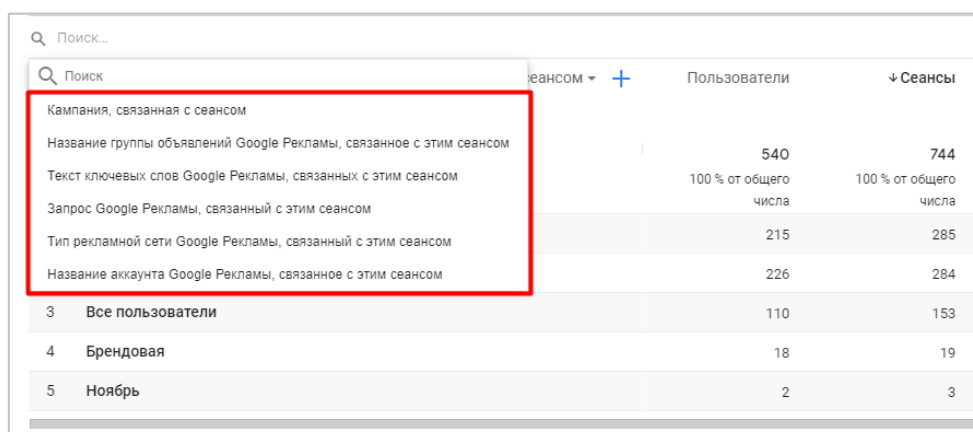 Поиск...
Поиск
сеансом Пользователи Сеансы
Кампания, связанная с сеансом
Название группы объявлений Google Рекламы, связанное с этим сеансом
Текст ключевых слов Google Рекламы, связанных с этим сеансом
Запрос Google Рекламы, связанный с этим сеансом
Тип рекламной сети Google Рекламы, связанный с этим сеансом
Название аккаунта Google Рекламы, связанное с этим сеансом
540 744
100 % от общего 100 % от общего
числа числа
215 285
226 284
3 Все пользователи 110 153
4 Брендовая 18 19
5 Ноябрь 2 3